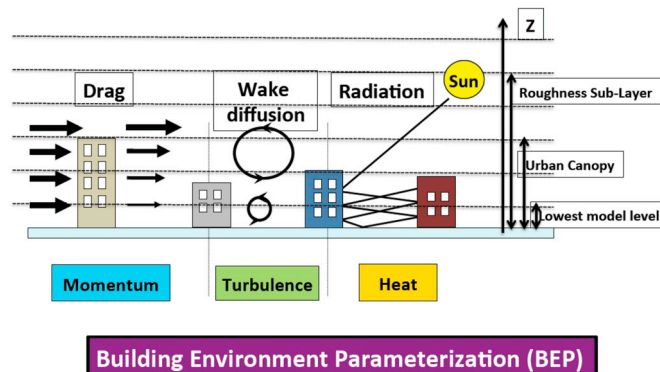 Z
Drag
Wake
diffusion
Radiation
Sun
Roughness Sub-Layer
Urban Canopy
Lowest model level
Momentum
Turbulence
Heat
Building Environment Parameterization (BEP)